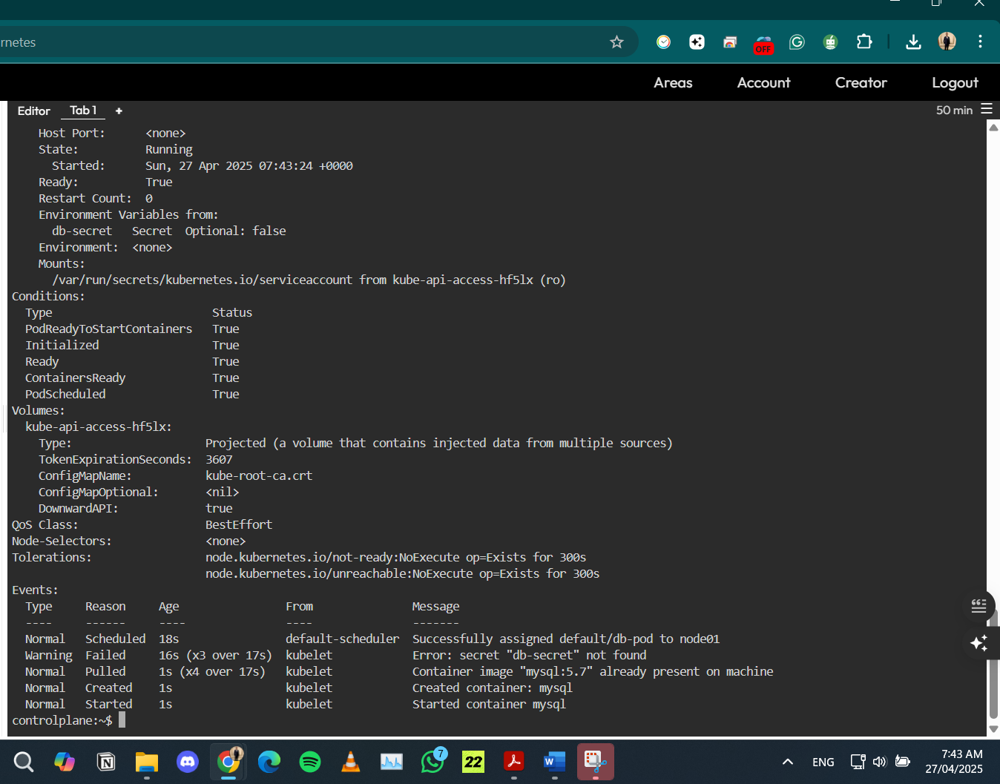 rnetes
OFF
Areas Account Creator Logout
Editor Tab 1 + 50 min
Host Port: <none>
State: Running
Started: Sun, 27 Apr 2025 07:43:24 +0000
Ready: True
Restart Count: 0
Environment Variables from:
db-secret Secret Optional: false
Environment: <none>
Mounts:
/var/run/secrets/kubernetes.io/serviceaccount from kube-api-access-hf5lx (ro)
Conditions:
Type Status
PodReadyToStartContainers True
Initialized True
Ready True
ContainersReady True
PodScheduled True
Volumes:
kube-api-access-hf5lx:
Type: Projected (a volume that contains injected data from multiple sources)
TokenExpirationSeconds: 3607
ConfigMapName: kube-root-ca.crt
ConfigMapOptional: <nil>
DownwardAPI: true
QoS Class: BestEffort
Node-Selectors: <none>
Tolerations: node.kubernetes.io/not-ready:NoExecute op=Exists for 300s
node.kubernetes.io/unreachable:NoExecute op=Exists for 300s
Events:
Type Reason Age From Message
---- ------ ---- ---- -------
Normal Scheduled 18s default-scheduler Successfully assigned default/db-pod to node01
Warning Failed 16s (x3 over 17s) kubelet Error: secret "db-secret" not found
Normal Pulled 1s (x4 over 17s) kubelet Container image "mysql:5.7" already present on machine
Normal Created 1s kubelet Created container: mysql
Normal Started 1s kubelet Started container mysql
controlplane:~$
7
22
ENG
7:43 AM
27/04/2025